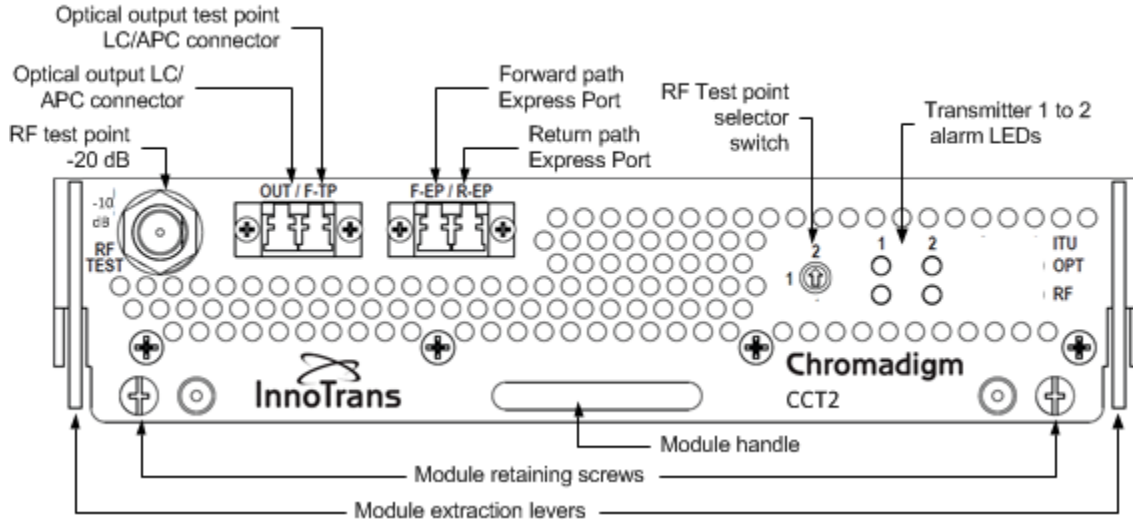 Optical output test point
LC/APC connector
Optical output LC/
APC connector
Forward path
Express Port
RF Test point
selector
switch
Transmitter 1 to 2
alarm LEDs
RF test point
-20 dB
Return path
Express Port
-10
dB
RF
TEST
OUT / F-TP
F-EP / R-EP
2
1
1
2
ITU
OPT
RF
InnoTrans
Chromadigm
CCT2
Module handle
Module retaining screws
Module extraction levers